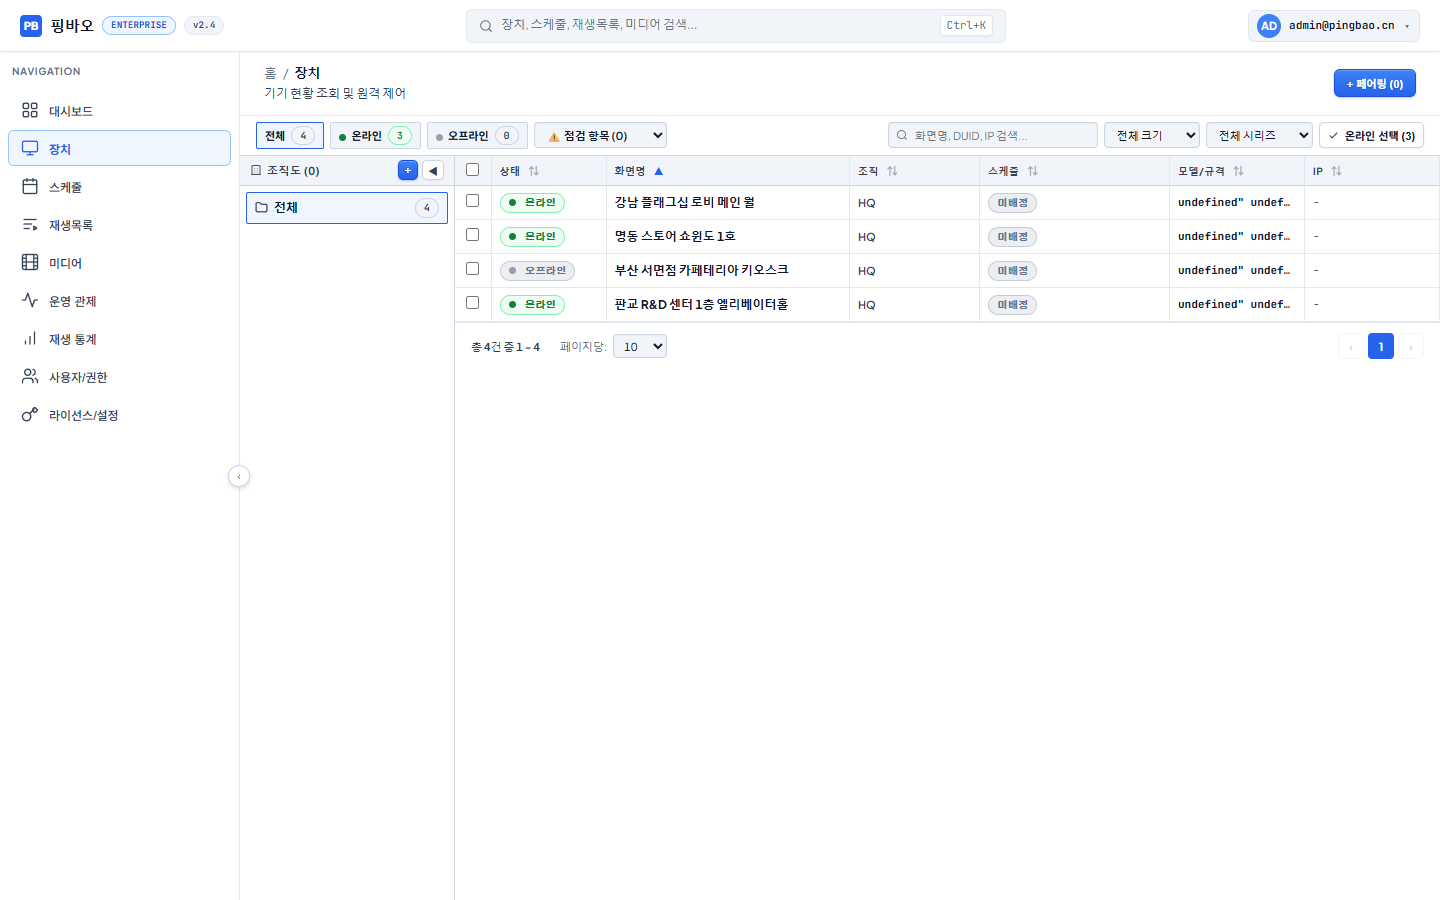 PB 핑바오 ENTERPRISE v2.4
장치, 스케줄, 재생목록, 미디어 검색... Ctrl+K
AD admin@pingbao.cn
NAVIGATION
대시보드
장치
스케줄
재생목록
미디어
운영 관제
재생 통계
사용자/권한
라이선스/설정
홈 / 장치
기기 현황 조회 및 원격 제어
+ 페어링 (0)
전체 4 온라인 3 오프라인 0 점검 항목 (0)
화면명, DUID, IP 검색... 전체 크기 전체 시리즈 온라인 선택 (3)
조직도 (0) +
전체 4
상태 화면명 조직 스케줄 모델/규격 IP
온라인 강남 플래그십 로비 메인 월 HQ 미배정 undefined" undef… -
온라인 명동 스토어 쇼윈도 1호 HQ 미배정 undefined" undef… -
오프라인 부산 서면점 카페테리아 키오스크 HQ 미배정 undefined" undef… -
온라인 판교 R&D 센터 1층 엘리베이터홀 HQ 미배정 undefined" undef… -
총 4건 중 1 – 4 페이지당: 10 ‹ 1 ›